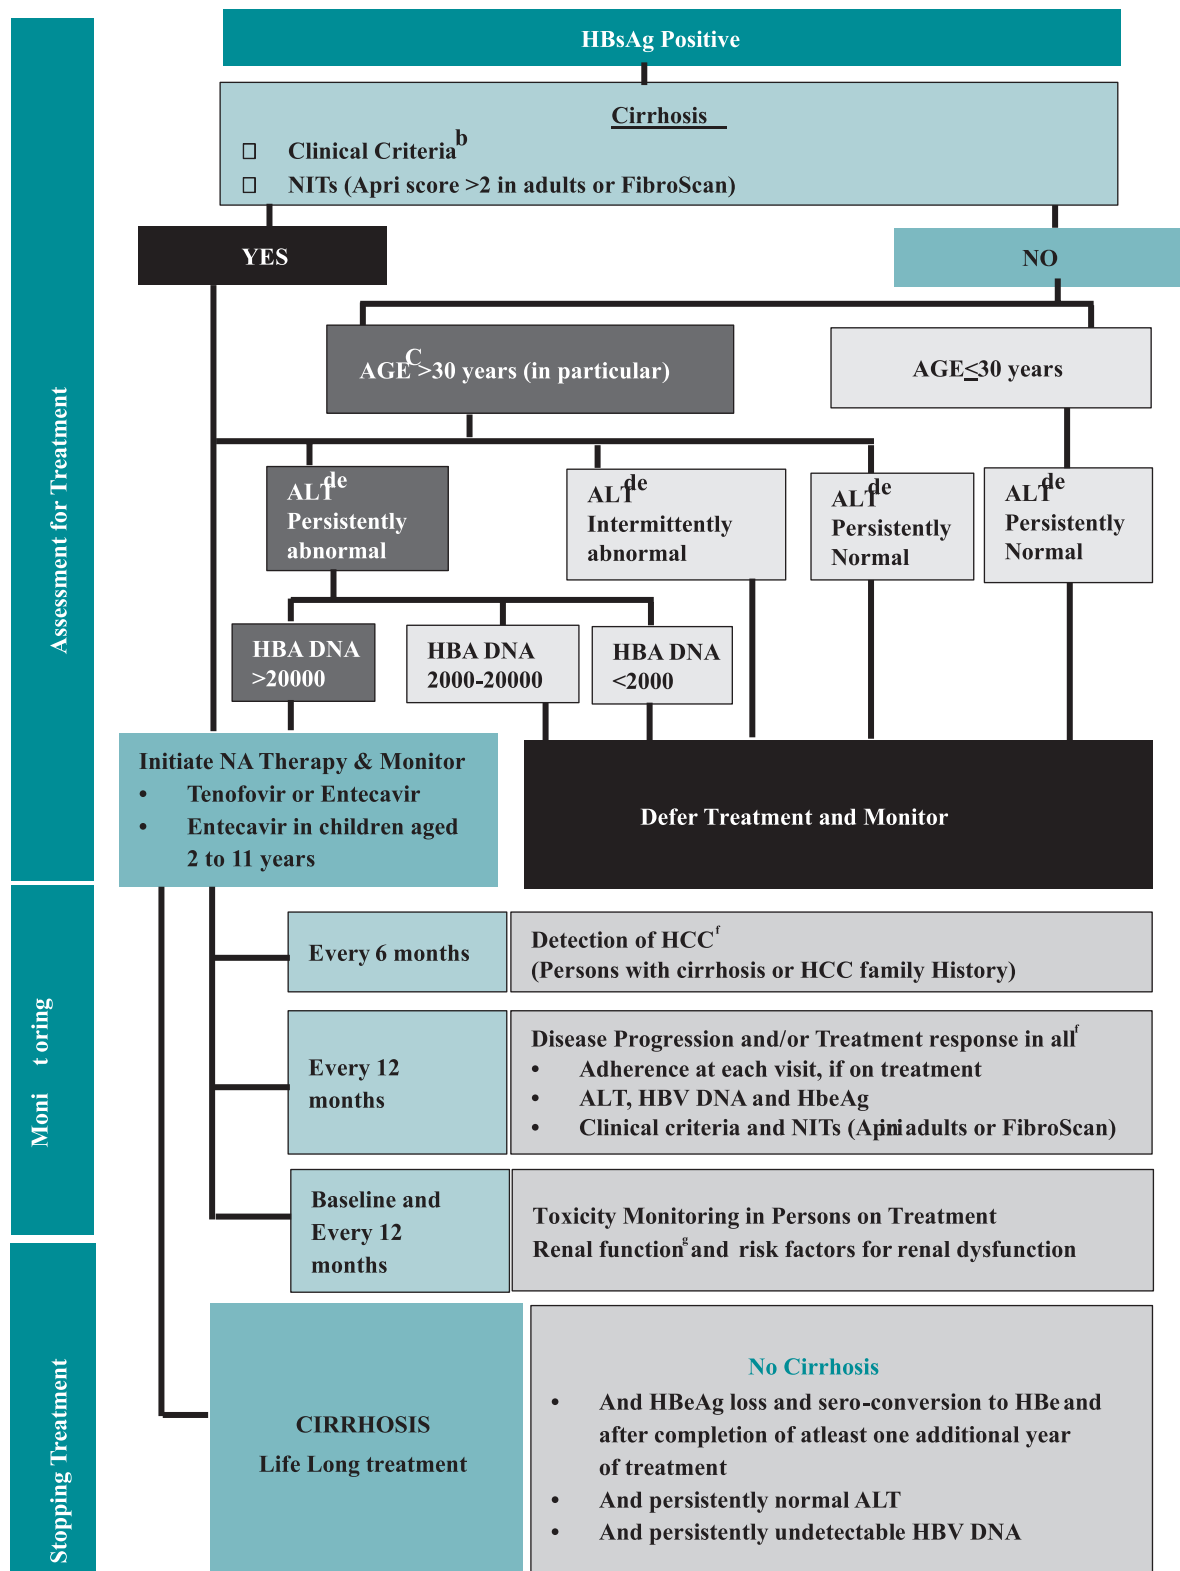 Assessment for Treatment
HBsAg Positive
Cirrhosis
Clinical Criteria b
NITs (Apri score >2 in adults or FibroScan)
YES
NO
AGE C >30 years (in particular)
AGE ≤30 years
ALT de
Persistently
abnormal
ALT de
Intermittently
abnormal
ALT de
Persistently
Normal
ALT de
Persistently
Normal
HBA DNA
>20000
HBA DNA
2000-20000
HBA DNA
<2000
Initiate NA Therapy & Monitor
• Tenofovir or Entecavir
• Entecavir in children aged
2 to 11 years
Defer Treatment and Monitor
Moni t oring
Every 6 months
Detection of HCC f
(Persons with cirrhosis or HCC family History)
Every 12
months
Disease Progression and/or Treatment response in all f
• Adherence at each visit, if on treatment
• ALT, HBV DNA and HbeAg
• Clinical criteria and NITs (Apri in adults or FibroScan)
Baseline and
Every 12
months
Toxicity Monitoring in Persons on Treatment
Renal function g and risk factors for renal dysfunction
Stopping Treatment
CIRRHOSIS
Life Long treatment
No Cirrhosis
• And HBeAg loss and sero-conversion to HBe and
after completion of atleast one additional year
of treatment
• And persistently normal ALT
• And persistently undetectable HBV DNA